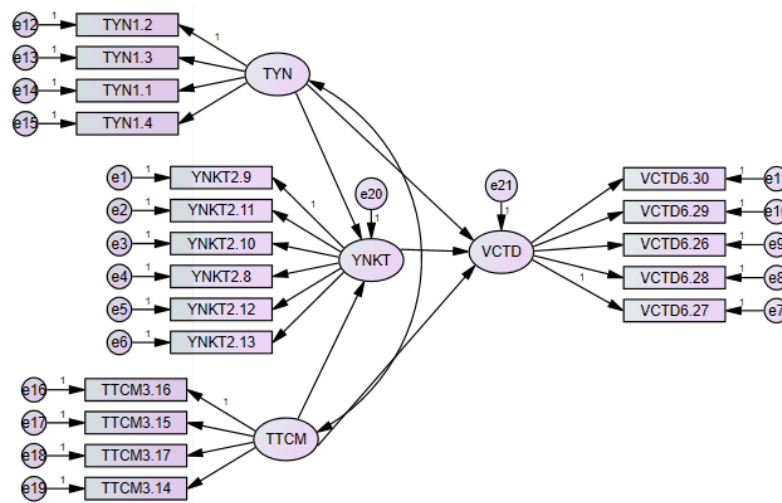 e12 1 TYN1.2
e13 1 TYN1.3
e14 1 TYN1.1
e15 1 TYN1.4
1
TYN
e1 1 YNKT2.9
e2 1 YNKT2.11
e3 1 YNKT2.10
e4 1 YNKT2.8
e5 1 YNKT2.12
e6 1 YNKT2.13
1
e20
1
YNKT
e21
1
VCTD
VCTD6.30 1
VCTD6.29 1
VCTD6.26 1 e9
VCTD6.28 1 e8
VCTD6.27 1 e7
1
e16 1 TTCM3.16
e17 1 TTCM3.15
e18 1 TTCM3.17
e19 1 TTCM3.14
1
TTCM